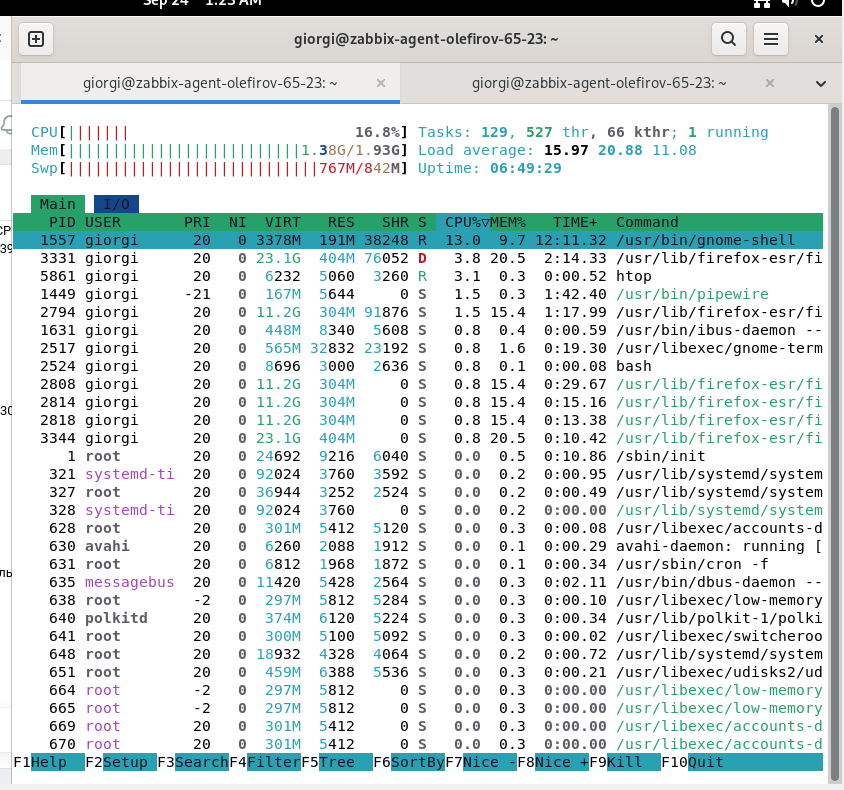 Sep 24 1:23 AM
giorgi@zabbix-agent-olefirov-65-23: ~
giorgi@zabbix-agent-olefirov-65-23: ~ × giorgi@zabbix-agent-olefirov-65-23: ~ ×
CPU[||||||| 16.8%] Tasks: 129, 527 thr, 66 kthr; 1 running
Mem[||||||||||||||||||||||||||1.38G/1.93G] Load average: 15.97 20.88 11.08
Swp[||||||||||||||||||||||||||||767M/842M] Uptime: 06:49:29
Main I/O
PID USER PRI NI VIRT RES SHR S CPU%▽MEM% TIME+ Command
1557 giorgi 20 0 3378M 191M 38248 R 13.0 9.7 12:11.32 /usr/bin/gnome-shell
3331 giorgi 20 0 23.1G 404M 76052 D 3.8 20.5 2:14.33 /usr/lib/firefox-esr/fi
5861 giorgi 20 0 6232 5060 3260 R 3.1 0.3 0:00.52 htop
1449 giorgi -21 0 167M 5644 0 S 1.5 0.3 1:42.40 /usr/bin/pipewire
2794 giorgi 20 0 11.2G 304M 91876 S 1.5 15.4 1:17.99 /usr/lib/firefox-esr/fi
1631 giorgi 20 0 448M 8340 5608 S 0.8 0.4 0:00.59 /usr/bin/ibus-daemon --
2517 giorgi 20 0 565M 32832 23192 S 0.8 1.6 0:19.30 /usr/libexec/gnome-term
2524 giorgi 20 0 8696 3000 2636 S 0.8 0.1 0:00.08 bash
2808 giorgi 20 0 11.2G 304M 0 S 0.8 15.4 0:29.67 /usr/lib/firefox-esr/fi
2814 giorgi 20 0 11.2G 304M 0 S 0.8 15.4 0:15.16 /usr/lib/firefox-esr/fi
2818 giorgi 20 0 11.2G 304M 0 S 0.8 15.4 0:13.38 /usr/lib/firefox-esr/fi
3344 giorgi 20 0 23.1G 404M 0 S 0.8 20.5 0:10.42 /usr/lib/firefox-esr/fi
1 root 20 0 24692 9216 6040 S 0.0 0.5 0:10.86 /sbin/init
321 systemd-ti 20 0 92024 3760 3592 S 0.0 0.2 0:00.95 /usr/lib/systemd/system
327 root 20 0 36944 3252 2524 S 0.0 0.2 0:00.49 /usr/lib/systemd/system
328 systemd-ti 20 0 92024 3760 0 S 0.0 0.2 0:00.00 /usr/lib/systemd/system
628 root 20 0 301M 5412 5120 S 0.0 0.3 0:00.08 /usr/libexec/accounts-d
630 avahi 20 0 6260 2088 1912 S 0.0 0.1 0:00.29 avahi-daemon: running [
631 root 20 0 6812 1968 1872 S 0.0 0.1 0:00.34 /usr/sbin/cron -f
635 messagebus 20 0 11420 5428 2564 S 0.0 0.3 0:02.11 /usr/bin/dbus-daemon --
638 root -2 0 297M 5812 5284 S 0.0 0.3 0:00.10 /usr/libexec/low-memory
640 polkitd 20 0 374M 6120 5224 S 0.0 0.3 0:00.34 /usr/lib/polkit-1/polki
641 root 20 0 300M 5100 5092 S 0.0 0.3 0:00.02 /usr/libexec/switcheroo
648 root 20 0 18932 4328 4064 S 0.0 0.2 0:00.72 /usr/lib/systemd/system
651 root 20 0 459M 6388 5536 S 0.0 0.3 0:00.21 /usr/libexec/udisks2/ud
664 root -2 0 297M 5812 0 S 0.0 0.3 0:00.00 /usr/libexec/low-memory
665 root -2 0 297M 5812 0 S 0.0 0.3 0:00.00 /usr/libexec/low-memory
669 root 20 0 301M 5412 0 S 0.0 0.3 0:00.00 /usr/libexec/accounts-d
670 root 20 0 301M 5412 0 S 0.0 0.3 0:00.00 /usr/libexec/accounts-d
F1Help F2Setup F3SearchF4FilterF5Tree F6SortByF7Nice -F8Nice +F9Kill F10Quit